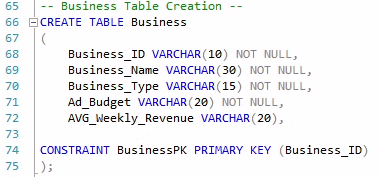 65 -- Business Table Creation --
66 CREATE TABLE Business
67 (
68 Business_ID VARCHAR(10) NOT NULL,
69 Business_Name VARCHAR(30) NOT NULL,
70 Business_Type VARCHAR(15) NOT NULL,
71 Ad_Budget VARCHAR(20) NOT NULL,
72 AVG_Weekly_Revenue VARCHAR(20),
73
74 CONSTRAINT BusinessPK PRIMARY KEY (Business_ID)
75 );